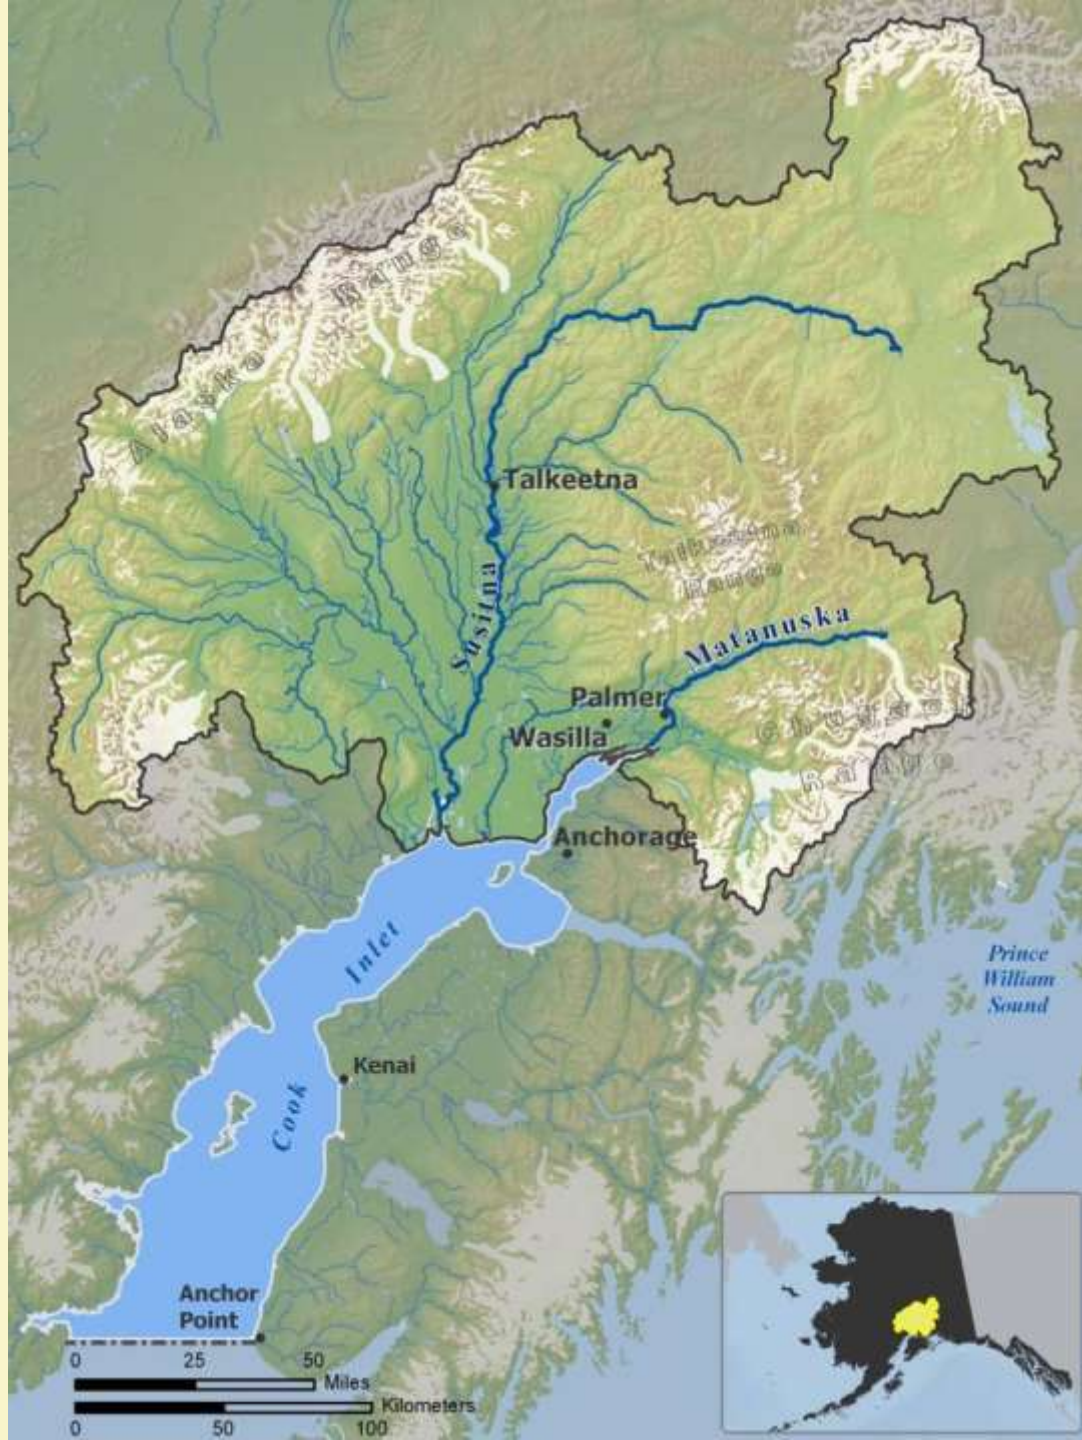 Alaska Range
Talkeetna
Talkeetna
Range
Susitna
Matanuska
Palmer
Wasilla
Chugach
Range
Anchorage
Cook Inlet
Prince
William
Sound
Kenai
Anchor
Point
0 25 50
Miles
Kilometers
0 50 100